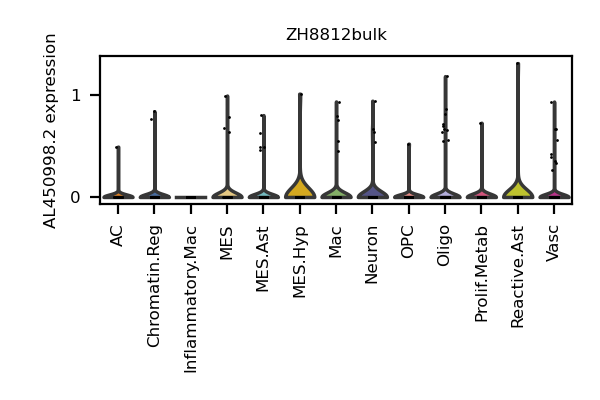 ZH8812bulk
AL450998.2 expression
1
0
AC
Chromatin.Reg
Inflammatory.Mac
MES
MES.Ast
MES.Hyp
Mac
Neuron
OPC
Oligo
Prolif.Metab
Reactive.Ast
Vasc